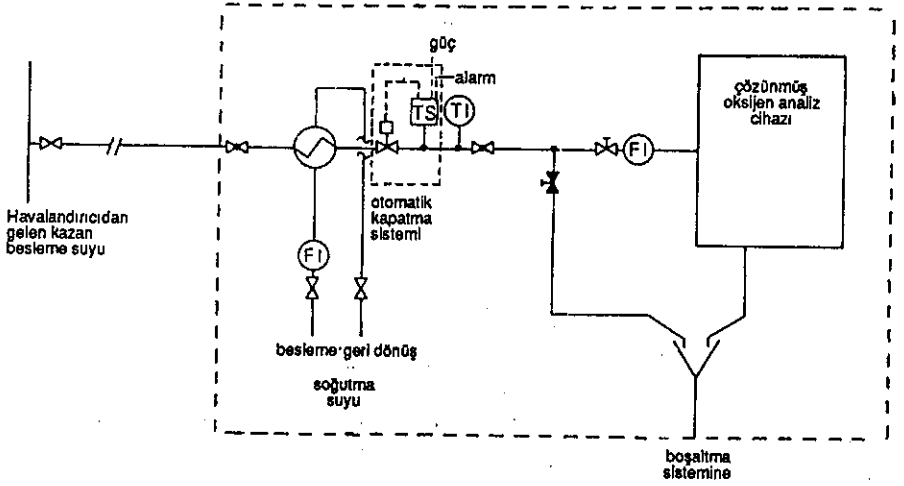 güç
alarm
TS
TI
çözünmüş
oksijen analiz
cihazı
FI
Havalandırıcıdan
gelen kazan
besleme suyu
otomatik
kapatma
sistemi
FI
besleme geri dönüş
soğutma
suyu
boşaltma
sistemine